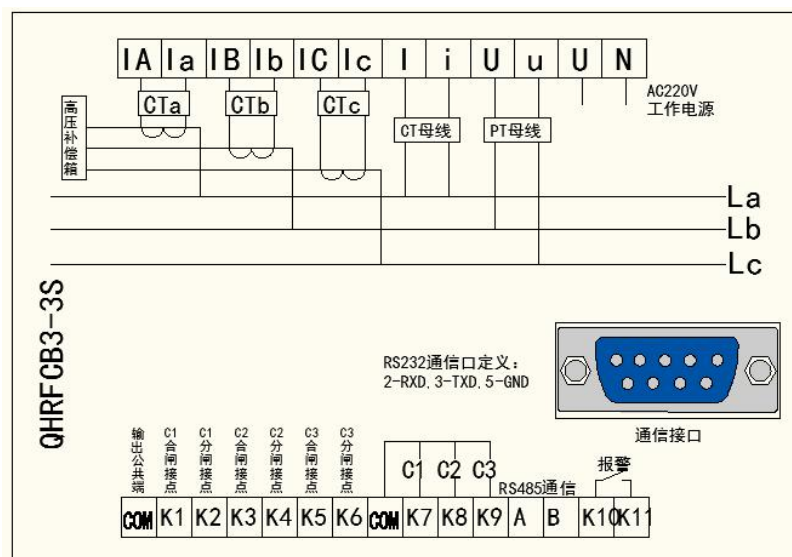 IA Ia IB Ib IC Ic I i U u U N
CTa CTb CTc
AC220V
工作电源
高压补偿箱
CT母线 PT母线
La
Lb
Lc
QHRFCB3-3S
RS232通信口定义:
2-RXD, 3-TXD, 5-GND
通信接口
输出公共端
C1合闸接点
C1分闸接点
C2合闸接点
C2分闸接点
C3合闸接点
C3分闸接点
C1 C2 C3
RS485通信
报警
COM K1 K2 K3 K4 K5 K6 COM K7 K8 K9 A B K10 K11